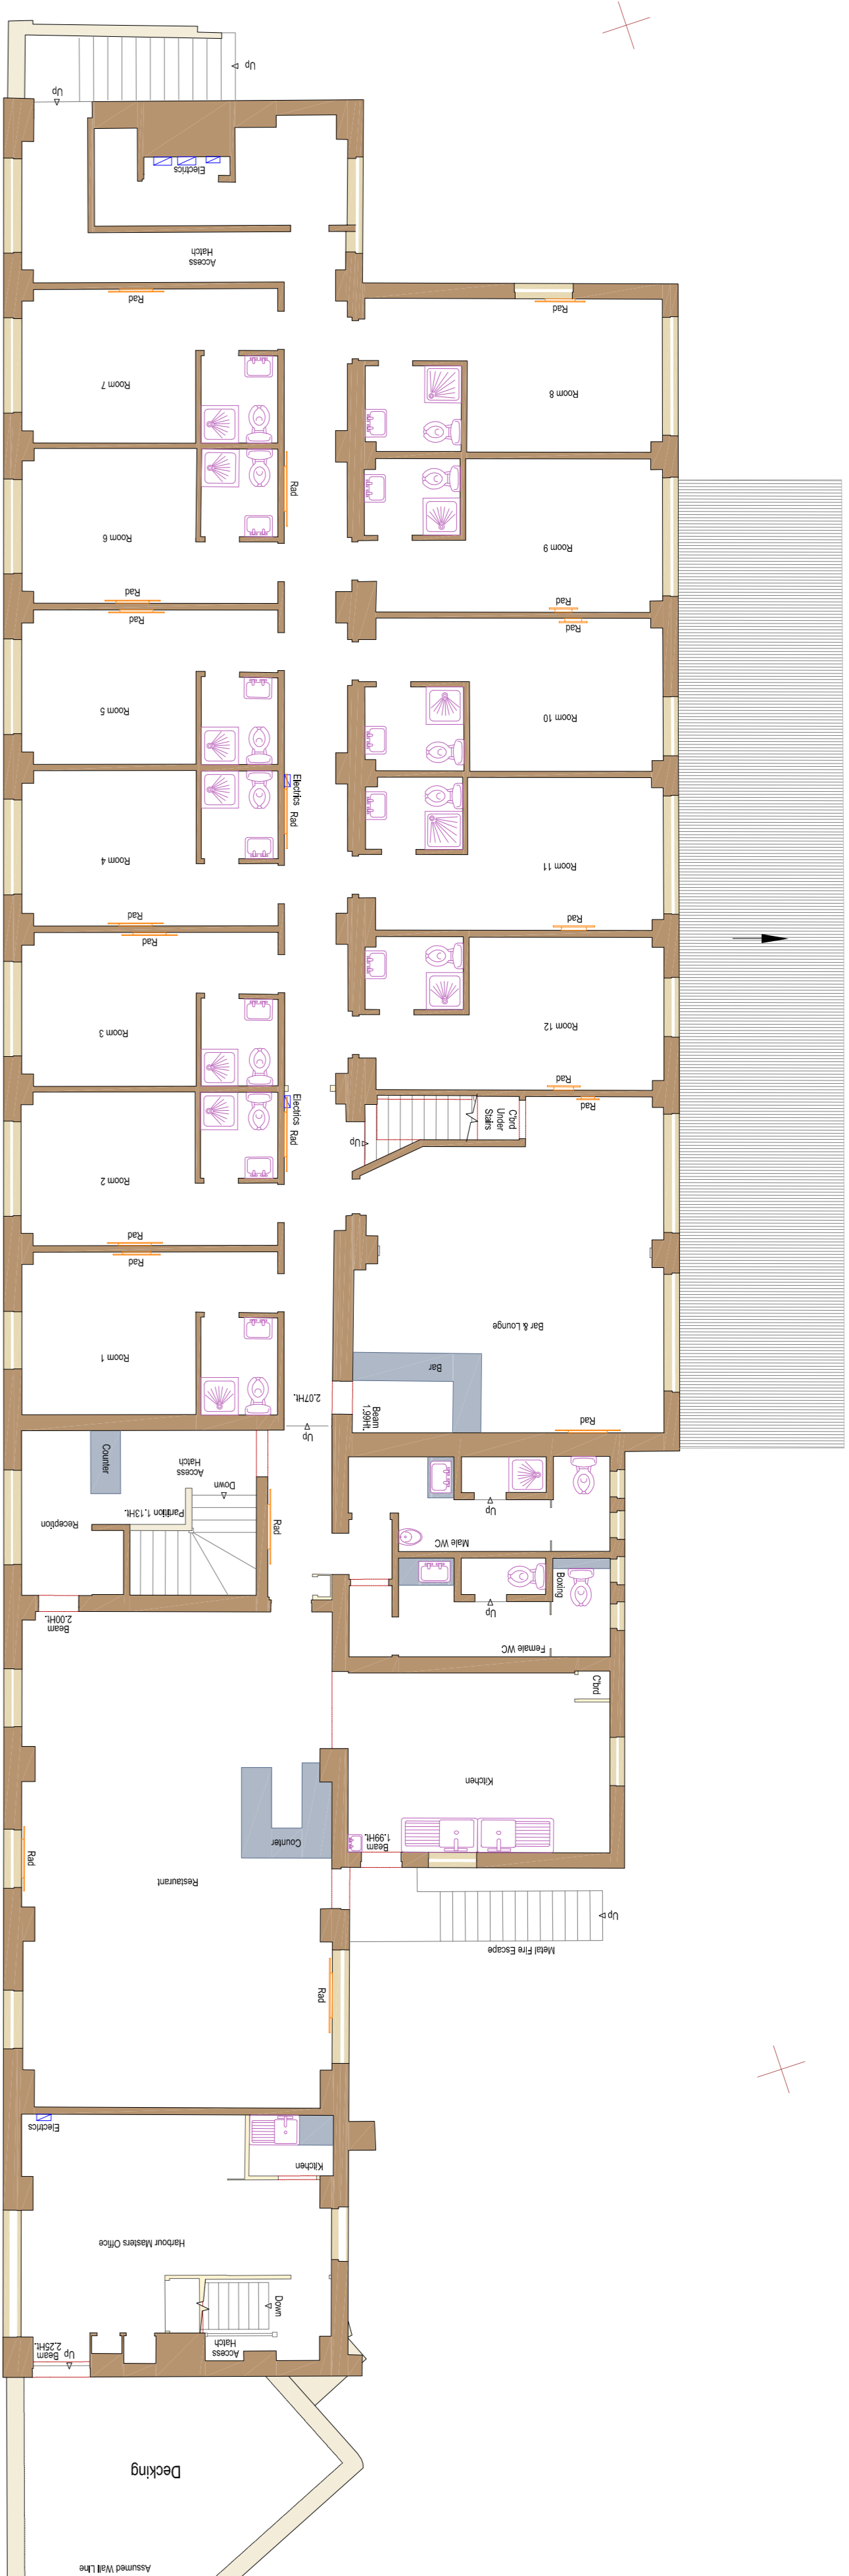 Up
Up
Electrics
Access
Hatch
Rad
Rad
Room 7
Room 8
Rad
Room 6
Room 9
Rad
Rad
Rad
Rad
Room 5
Room 10
Electrics
Rad
Room 4
Room 11
Rad
Rad
Rad
Room 3
Room 12
Rad
Rad
Electrics
Rad
C'brd
Under
Stairs
Up
Room 2
Rad
Rad
Bar & Lounge
Room 1
Bar
2.07Ht.
Beam
1.99Ht.
Up
Rad
Counter
Access
Hatch
Down
Partition 1.13Ht.
Reception
Rad
Up
Male WC
Boxing
Up
Female WC
Beam
2.00Ht.
C'brd
Kitchen
Counter
Beam
1.99Ht.
Rad
Restaurant
Up
Metal Fire Escape
Rad
Electrics
Kitchen
Harbour Masters Office
Down
Access
Hatch
Up
Beam
2.25Ht.
Decking
Assumed Wall Line